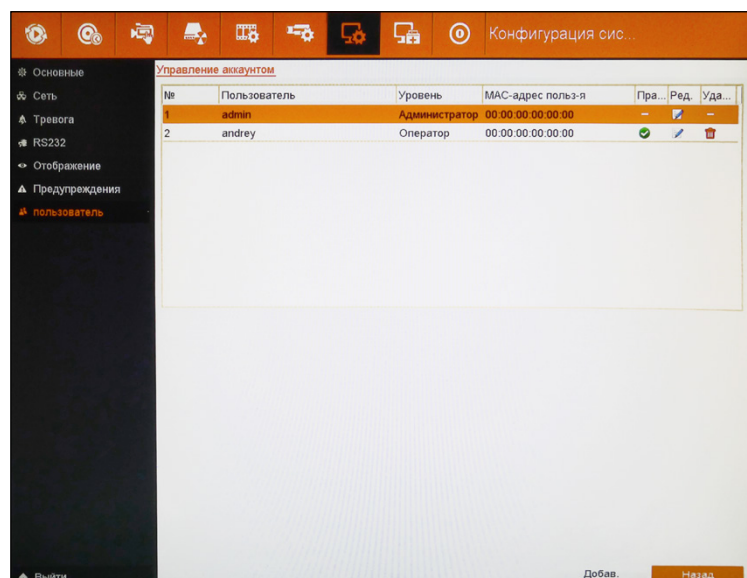 Конфигурация сис...
Основные
Сеть
Тревога
RS232
Отображение
Предупреждения
пользователь
Выйти
Управление аккаунтом
№ Пользователь Уровень MAC-адрес польз-я Пра... Ред. Уда...
1 admin Администратор 00:00:00:00:00:00 – –
2 andrey Оператор 00:00:00:00:00:00
Добав. Назад